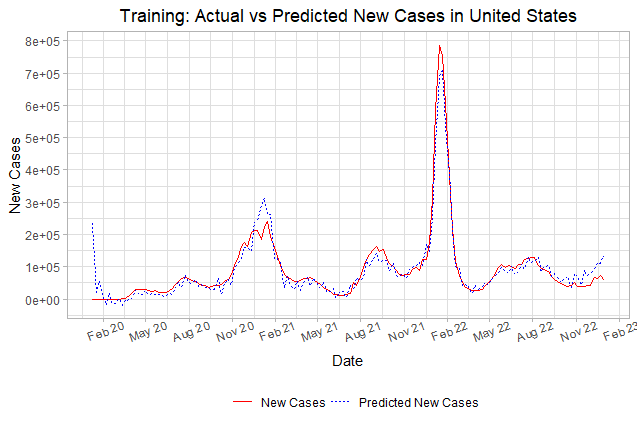 Training: Actual vs Predicted New Cases in United States
8e+05
7e+05
6e+05
5e+05
4e+05
3e+05
2e+05
1e+05
0e+00
New Cases
Feb 20 May 20 Aug 20 Nov 20 Feb 21 May 21 Aug 21 Nov 21 Feb 22 May 22 Aug 22 Nov 22 Feb 23
Date
New Cases Predicted New Cases